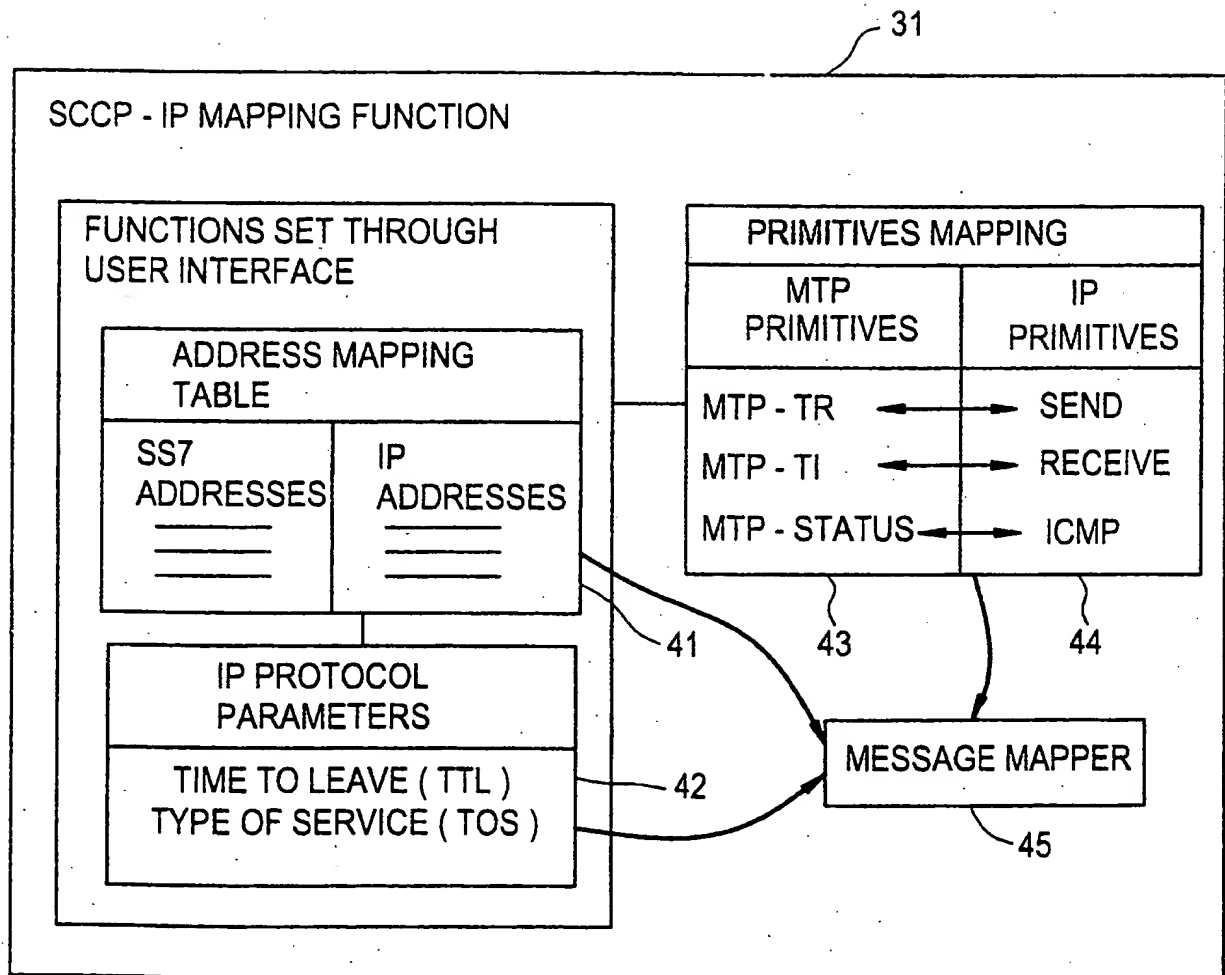 31
SCCP - IP MAPPING FUNCTION
FUNCTIONS SET THROUGH
USER INTERFACE
ADDRESS MAPPING
TABLE
SS7
ADDRESSES
IP
ADDRESSES
41
IP PROTOCOL
PARAMETERS
TIME TO LEAVE ( TTL )
TYPE OF SERVICE ( TOS )
42
PRIMITIVES MAPPING
MTP
PRIMITIVES
IP
PRIMITIVES
MTP - TR SEND
MTP - TI RECEIVE
MTP - STATUS ICMP
43
44
MESSAGE MAPPER
45